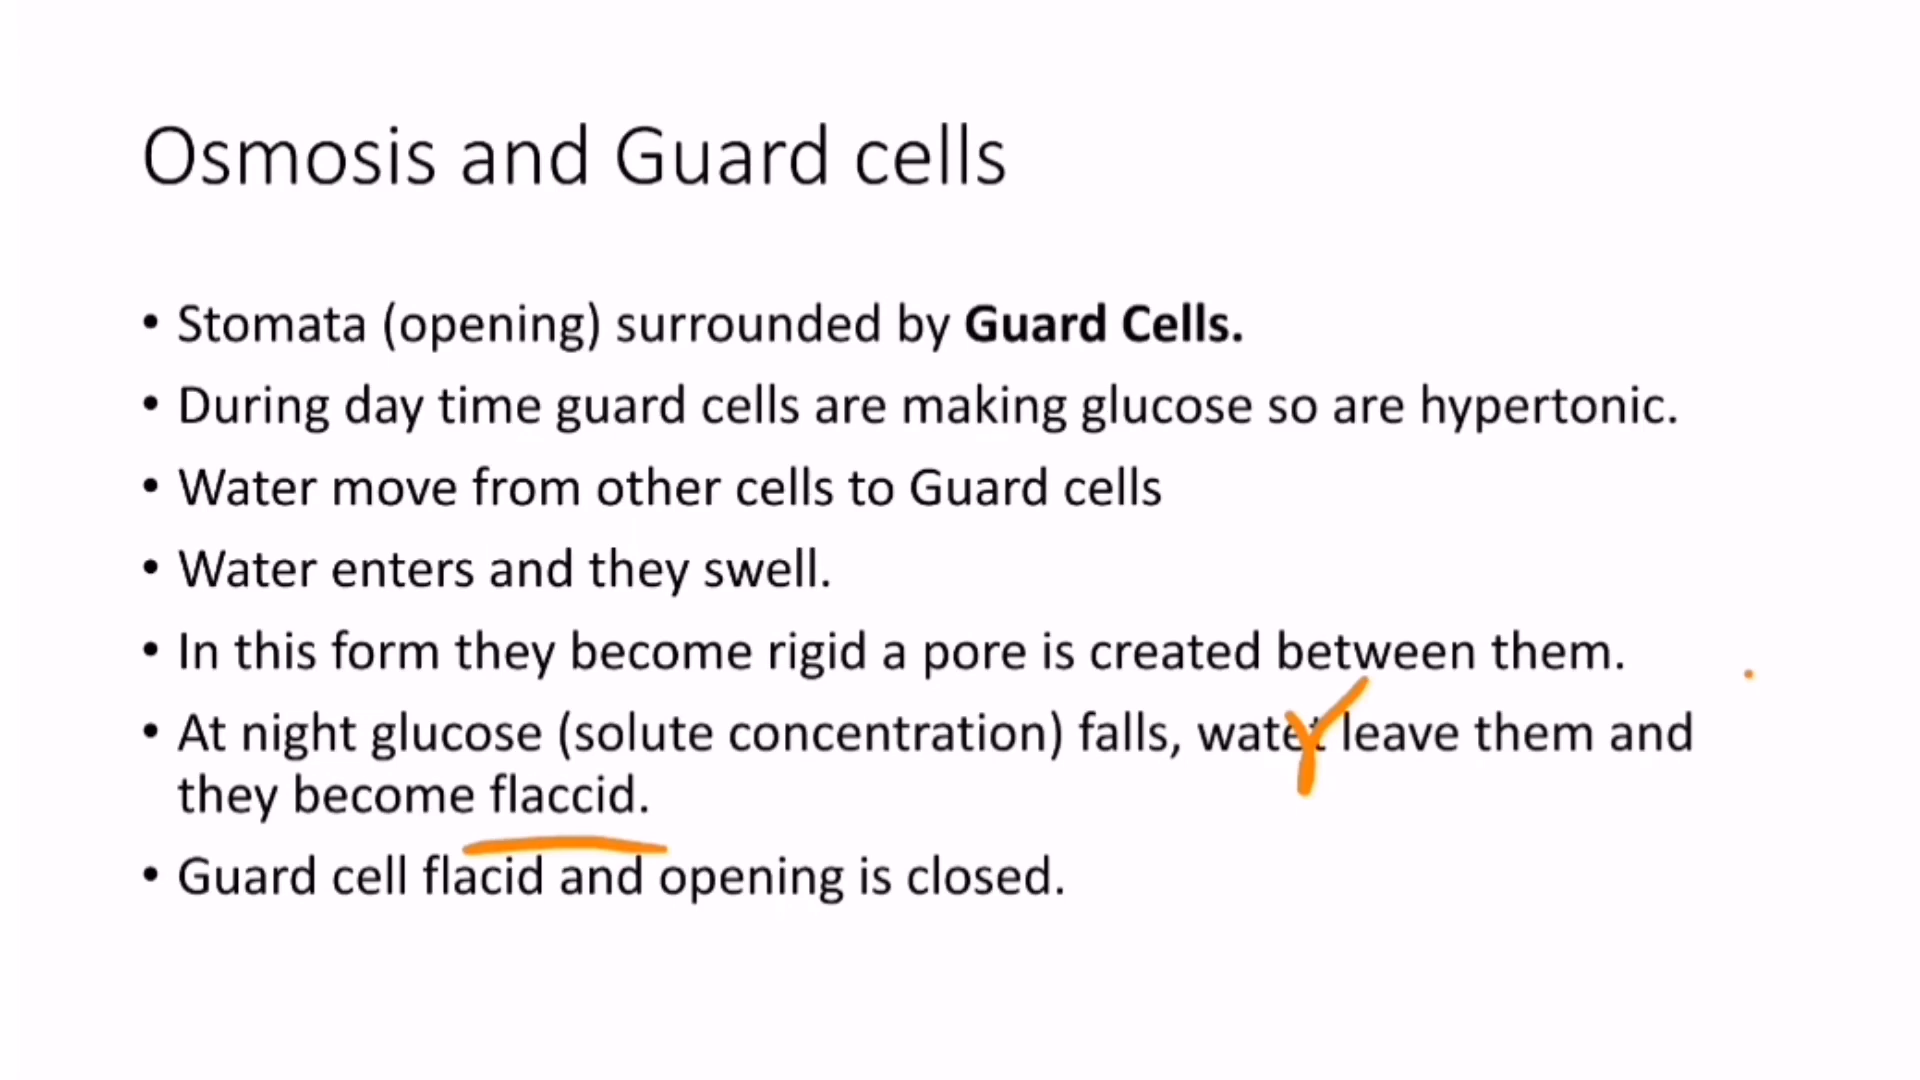 Osmosis and Guard cells
• Stomata (opening) surrounded by Guard Cells.
• During day time guard cells are making glucose so are hypertonic.
• Water move from other cells to Guard cells
• Water enters and they swell.
• In this form they become rigid a pore is created between them.
• At night glucose (solute concentration) falls, water leave them and
they become flaccid.
• Guard cell flacid and opening is closed.